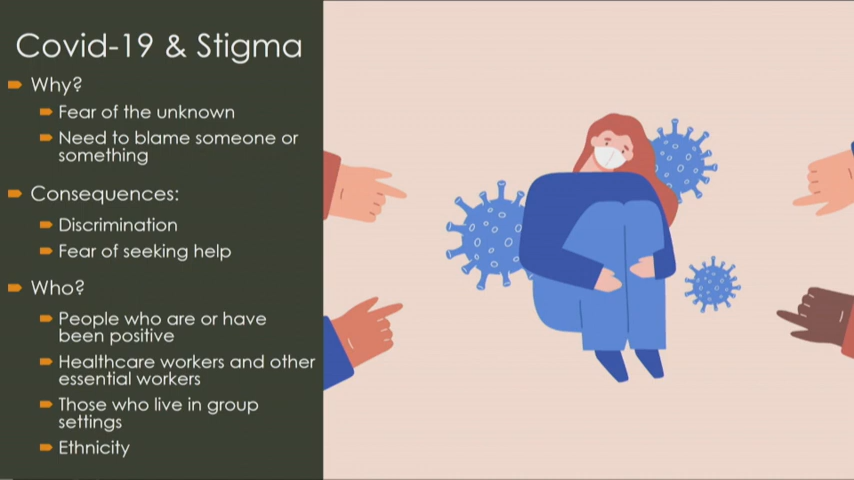 Covid-19 & Stigma
Why?
Fear of the unknown
Need to blame someone or
something
Consequences:
Discrimination
Fear of seeking help
Who?
People who are or have
been positive
Healthcare workers and other
essential workers
Those who live in group
settings
Ethnicity